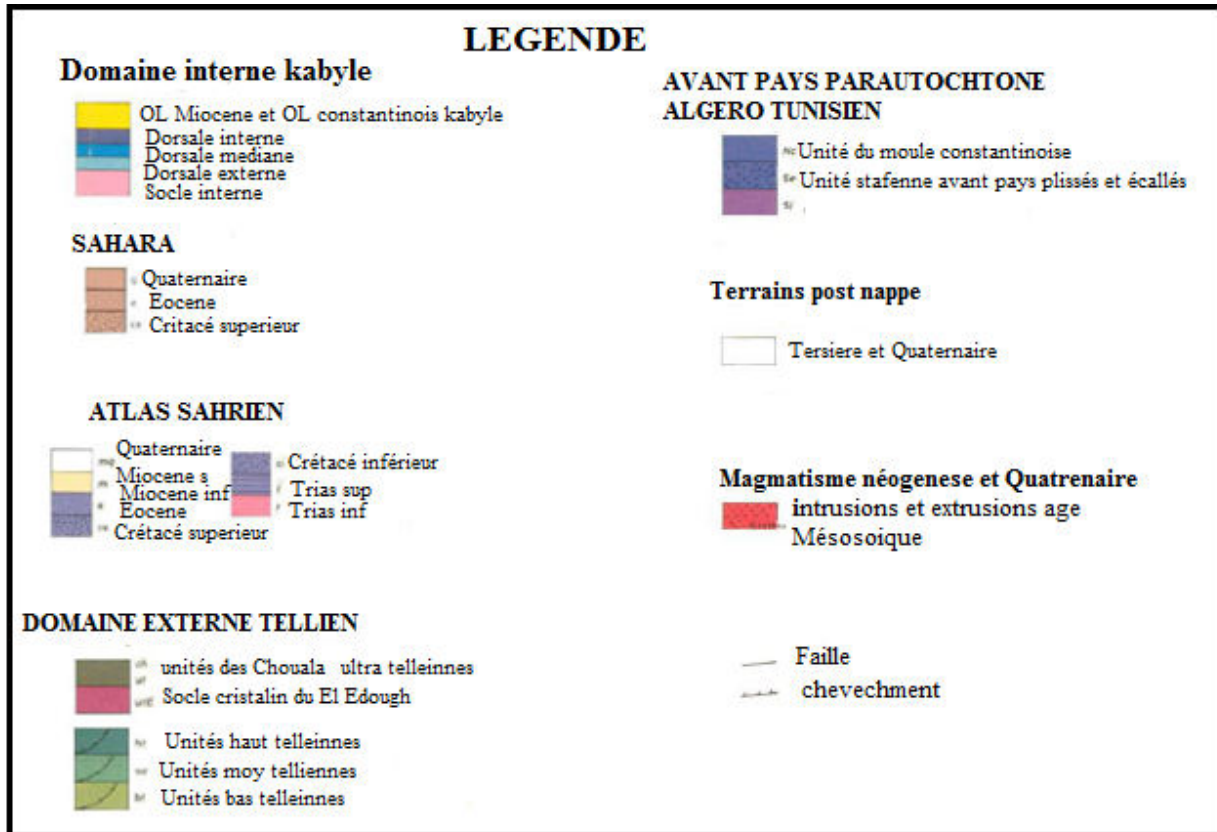 LEGENDE
Domaine interne kabyle
OL Miocene et OL constantinois kabyle
Dorsale interne
Dorsale mediane
Dorsale externe
Socle interne
SAHARA
Quaternaire
Eocene
Critacé superieur
ATLAS SAHRIEN
Quaternaire
Miocene s
Miocene inf
Eocene
Crétacé superieur
Crétacé inférieur
Trias sup
Trias inf
DOMAINE EXTERNE TELLIEN
unités des Chouala ultra telleinnes
Socle cristalin du El Edough
Unités haut telleinnes
Unités moy telliennes
Unités bas telleinnes
AVANT PAYS PARAUTOCHTONE
ALGERO TUNISIEN
Unité du moule constantinoise
Unité stafenne avant pays plissés et écallés
Terrains post nappe
Tersiere et Quaternaire
Magmatisme néogenese et Quatrenaire
intrusions et extrusions age
Mésosoique
Faille
chevechment